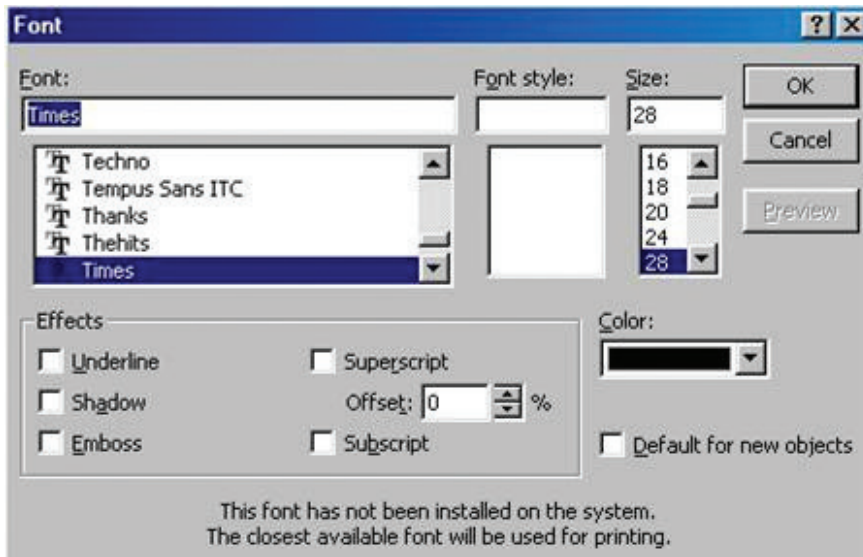 Font
Font:
Font style:
Size:
OK
Times
28
Cancel
Techno
Tempus Sans ITC
Thanks
Thehits
Times
16
18
20
24
28
Preview
Effects
Underline
Superscript
Shadow
Offset: 0 %
Emboss
Subscript
Color:
Default for new objects
This font has not been installed on the system.
The closest available font will be used for printing.